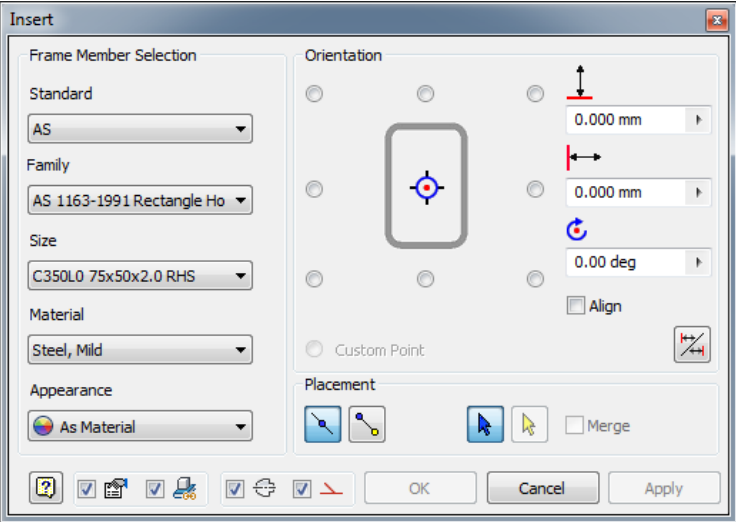 Insert
Frame Member Selection
Standard
AS
Family
AS 1163-1991 Rectangle Ho
Size
C350L0 75x50x2.0 RHS
Material
Steel, Mild
Appearance
As Material
Orientation
0.000 mm
0.000 mm
0.00 deg
Align
Custom Point
Placement
Merge
?
OK
Cancel
Apply